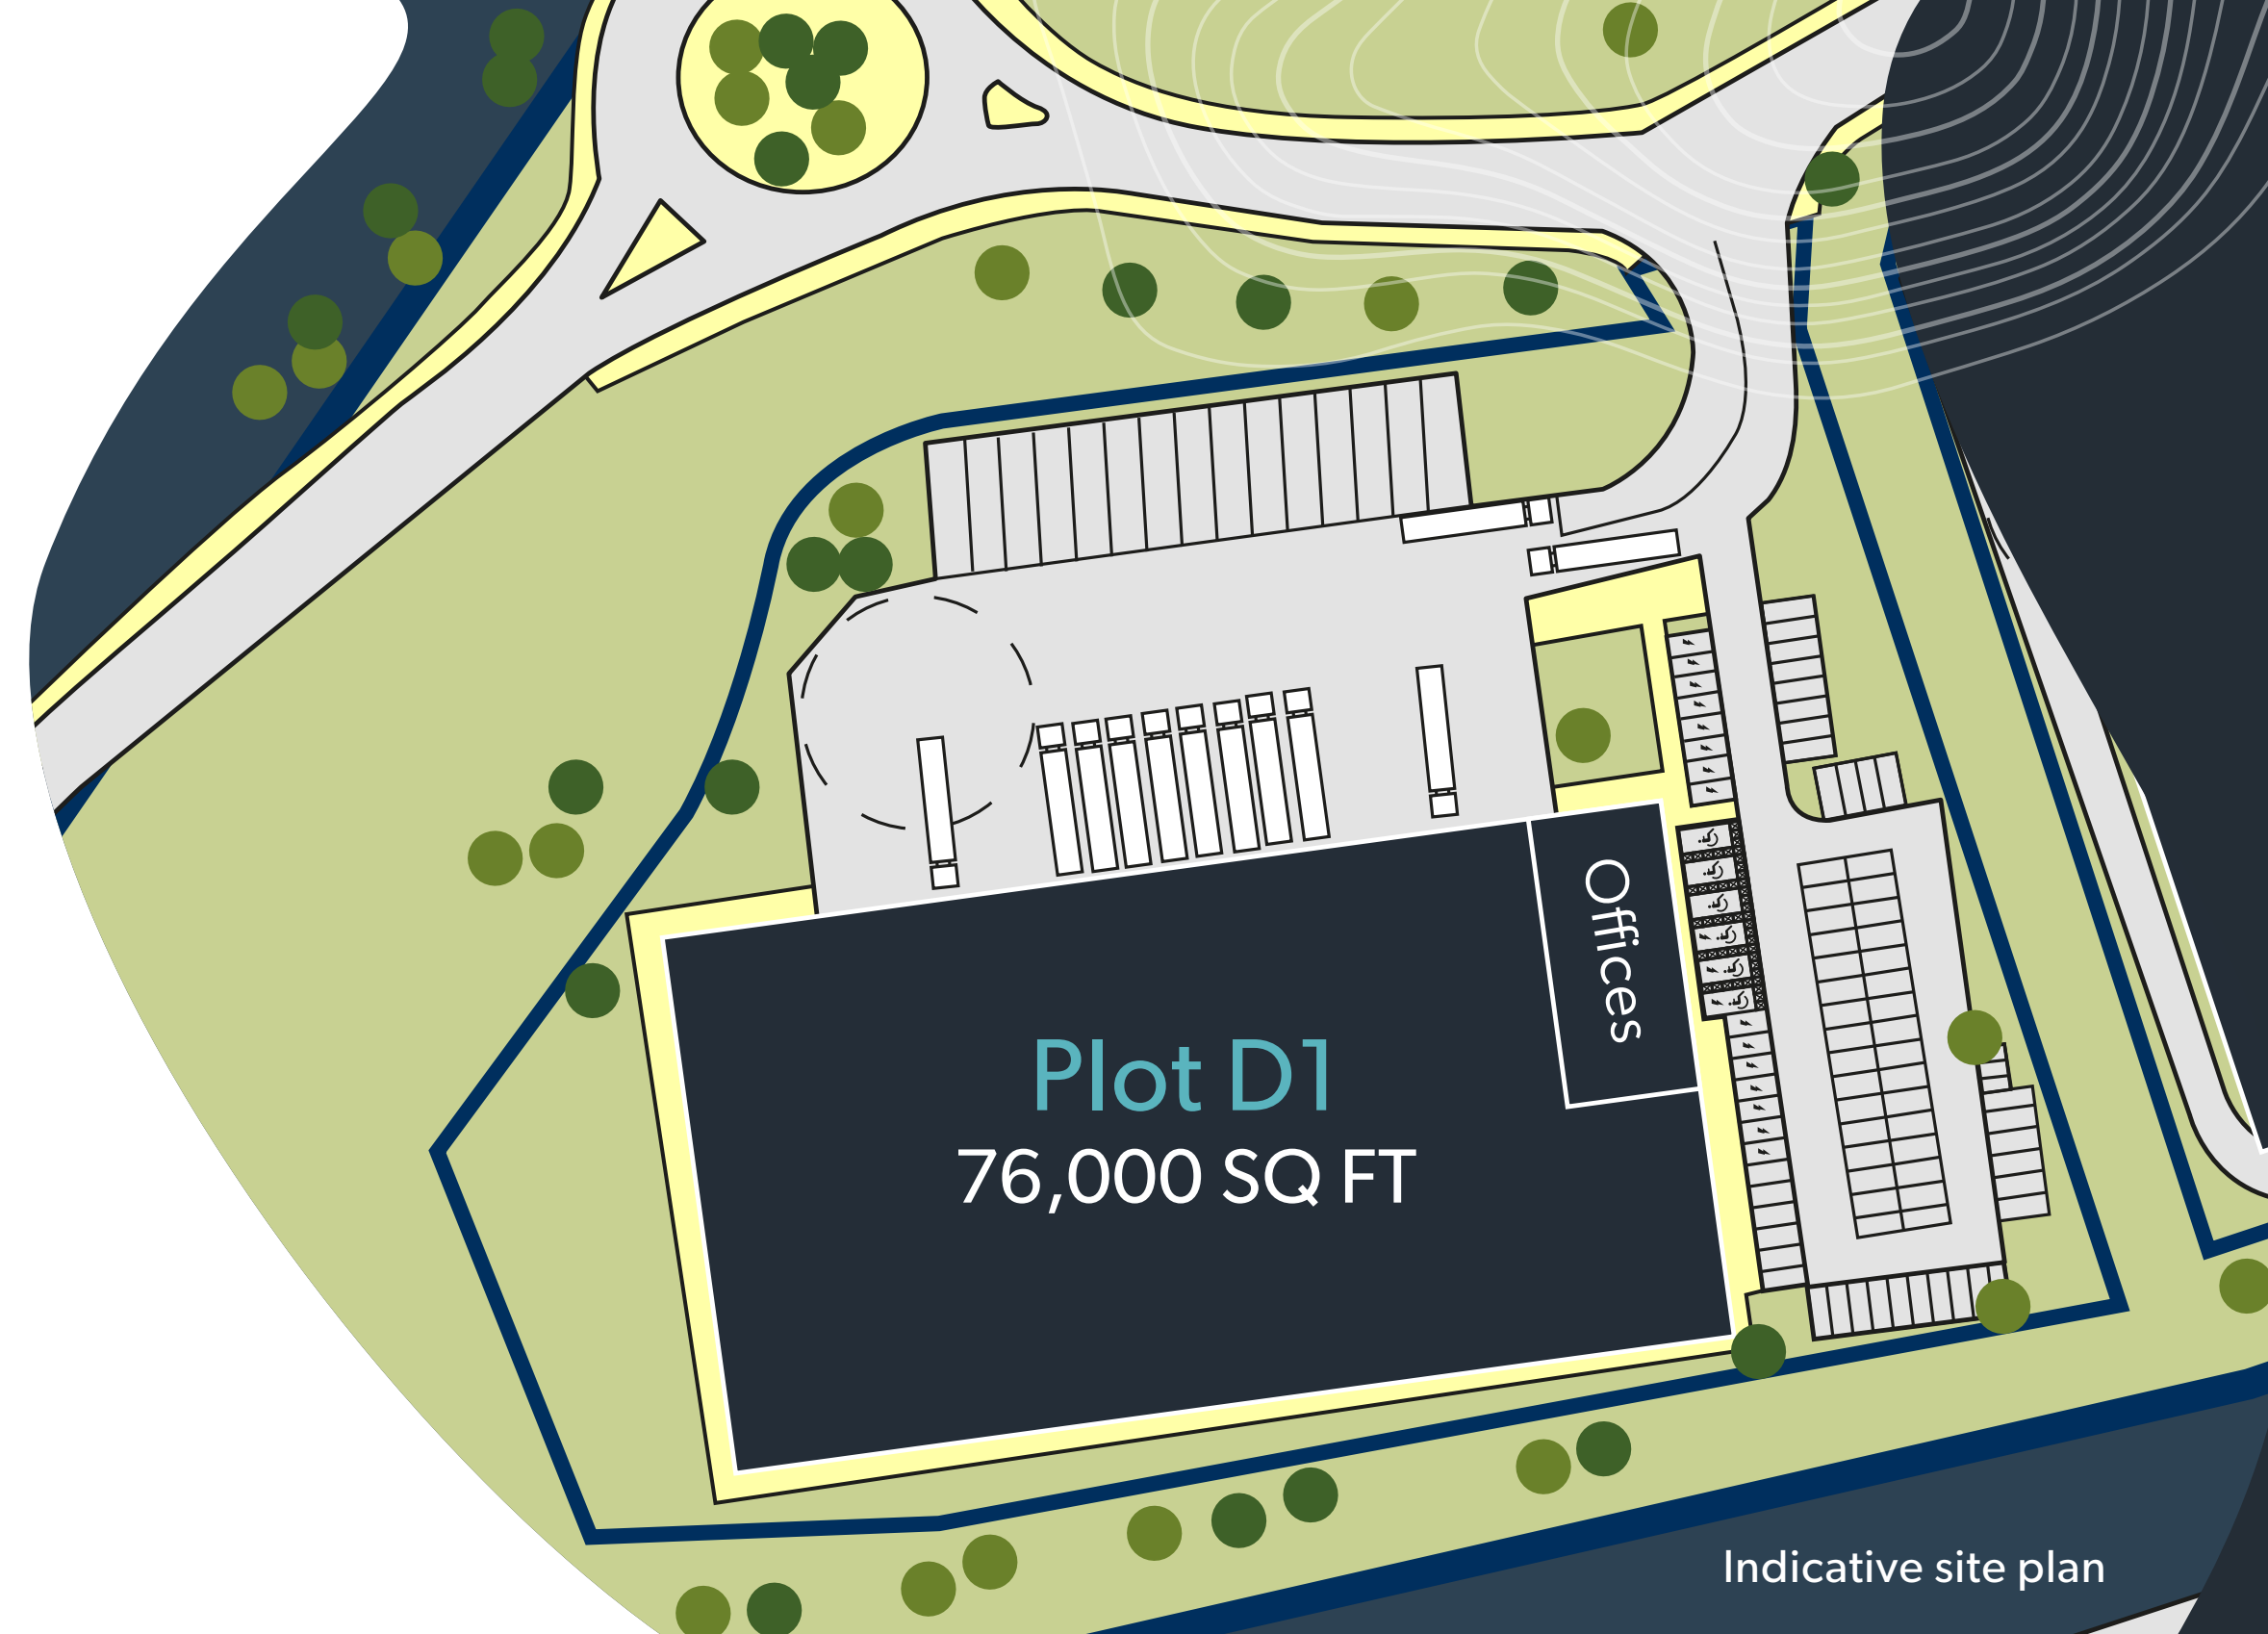 Offices
Plot D1
76,000 SQ FT
Indicative site plan